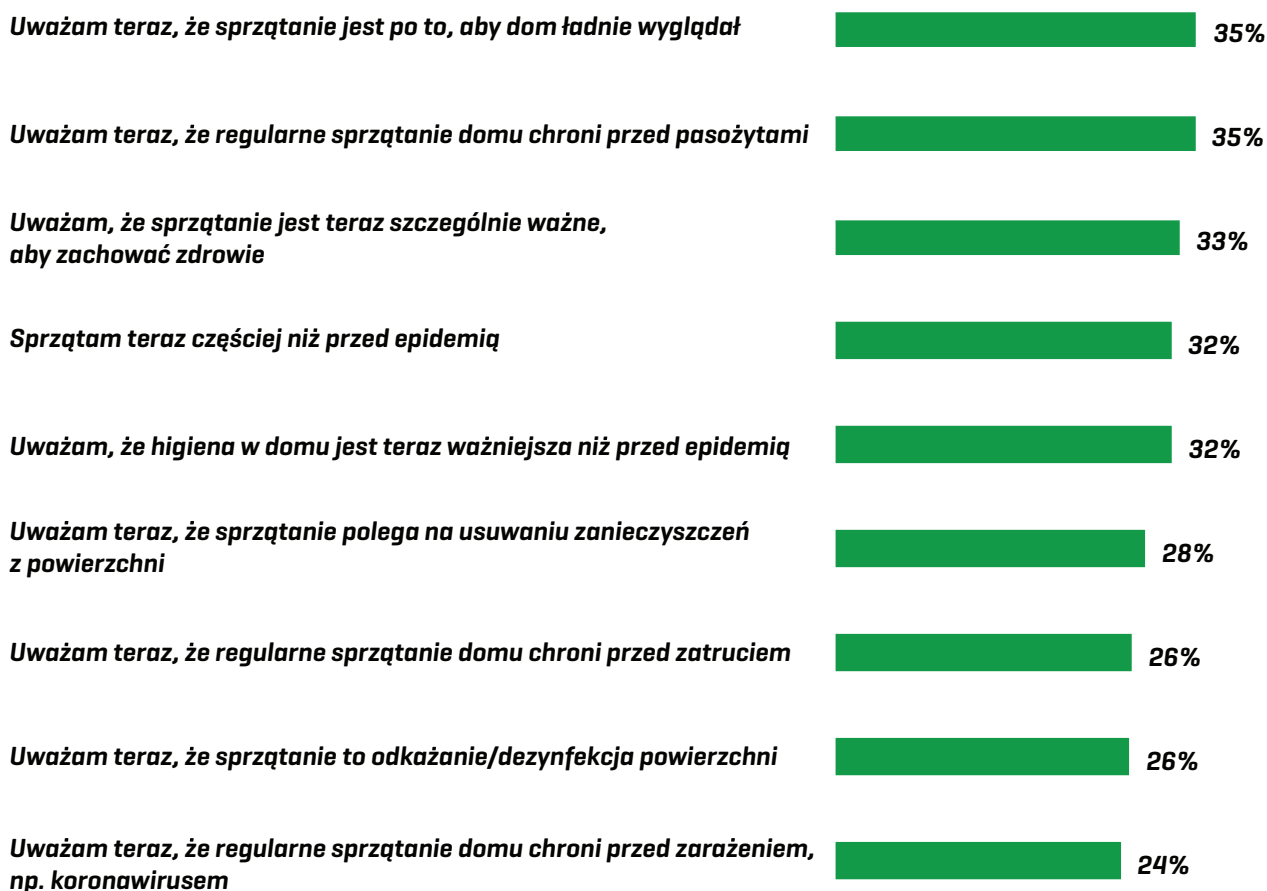 Uważam teraz, że sprzątanie jest po to, aby dom ładnie wyglądał
35%
Uważam teraz, że regularne sprzątanie domu chroni przed pasożytami
35%
Uważam, że sprzątanie jest teraz szczególnie ważne,
aby zachować zdrowie
33%
Sprzątam teraz częściej niż przed epidemią
32%
Uważam, że higiena w domu jest teraz ważniejsza niż przed epidemią
32%
Uważam teraz, że sprzątanie polega na usuwaniu zanieczyszczeń
z powierzchni
28%
Uważam teraz, że regularne sprzątanie domu chroni przed zatruciem
26%
Uważam teraz, że sprzątanie to odkażanie/dezynfekcja powierzchni
26%
Uważam teraz, że regularne sprzątanie domu chroni przed zarażeniem,
np. koronawirusem
24%